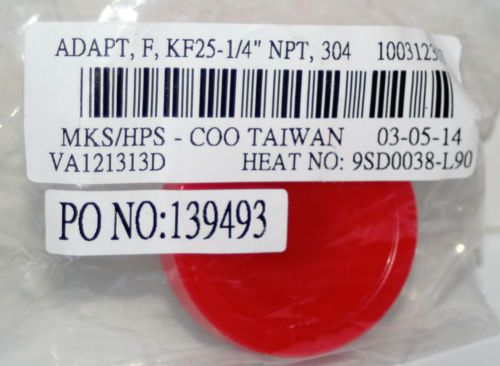 ADAPT, F, KF25-1/4" NPT, 304 10031230
MKS/HPS - COO TAIWAN 03-05-14
VA121313D HEAT NO: 9SD0038-L90
PO NO:139493